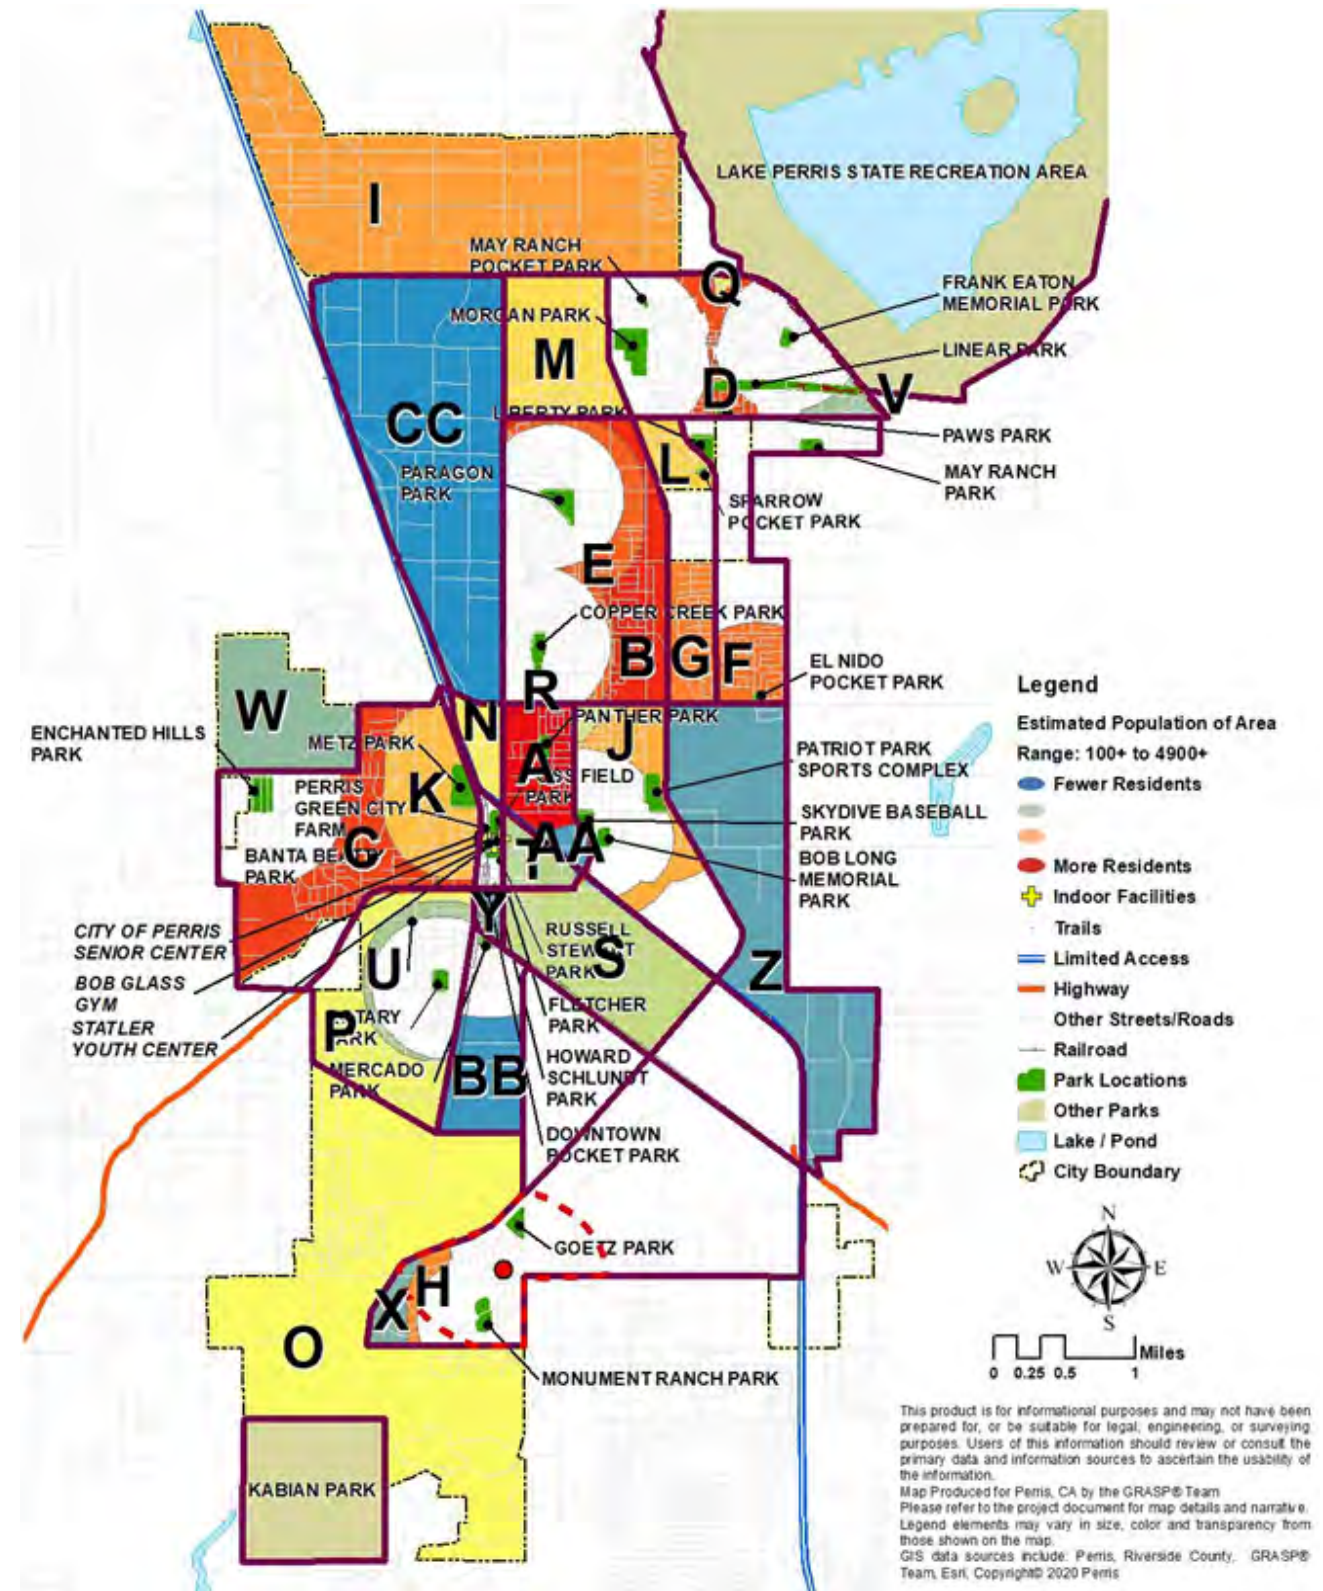 LAKE PERRIS STATE RECREATION AREA
I
MAY RANCH
POCKET PARK
Q
FRANK EATON
MEMORIAL PARK
MORGAN PARK
M
LINEAR PARK
D
V
CC
LIBERTY PARK
PAWS PARK
L
PARAGON
PARK
MAY RANCH
PARK
SPARROW
POCKET PARK
E
COPPER CREEK PARK
B
G
F
EL NIDO
POCKET PARK
R
W
N
PANTHER PARK
ENCHANTED HILLS
PARK
METZ PARK
J
PATRIOT PARK
SPORTS COMPLEX
A
SS FIELD
PARK
K
PERRIS
GREEN CITY
FARM
SKYDIVE BASEBALL
PARK
C
BANTA BEATTY
PARK
T
AA
BOB LONG
MEMORIAL
PARK
CITY OF PERRIS
SENIOR CENTER
Y
RUSSELL
STEWART
PARK
S
U
Z
BOB GLASS
GYM
STATLER
YOUTH CENTER
P
TARY
ARK
FLETCHER
PARK
MERCADO
PARK
BB
HOWARD
SCHLUNDT
PARK
DOWNTOWN
POCKET PARK
GOETZ PARK
H
X
O
MONUMENT RANCH PARK
KABIAN PARK
Legend
Estimated Population of Area
Range: 100+ to 4900+
Fewer Residents
More Residents
Indoor Facilities
Trails
Limited Access
Highway
Other Streets/Roads
Railroad
Park Locations
Other Parks
Lake / Pond
City Boundary
N
W
E
S
Miles
0 0.25 0.5 1
This product is for informational purposes and may not have been
prepared for, or be suitable for legal, engineering, or surveying
purposes. Users of this information should review or consult the
primary data and information sources to ascertain the usability of
the information.
Map Produced for Perris, CA by the GRASP® Team
Please refer to the project document for map details and narrative.
Legend elements may vary in size, color and transparency from
those shown on the map.
GIS data sources include: Perris, Riverside County, GRASP®
Team, Esri, Copyright© 2020 Perris